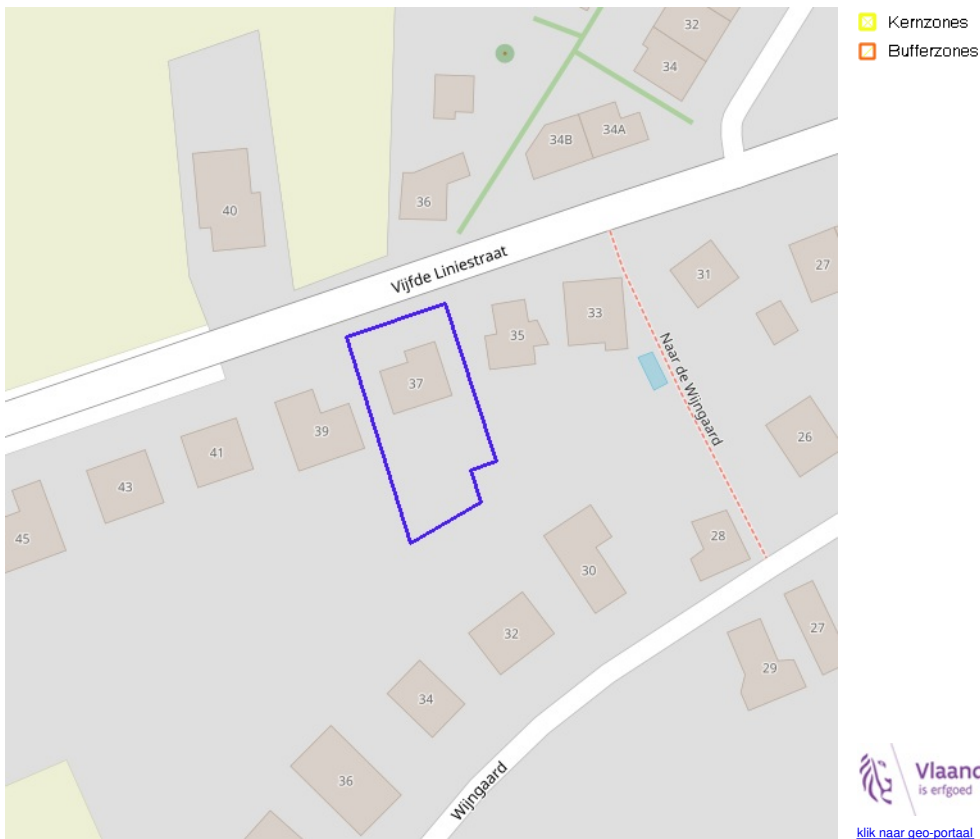 Kernzones
Bufferzones
32
34
34A
34B
36
40
Vijfde Liniestraat
31
27
33
35
37
39
41
43
45
Naar de Wijngaard
26
28
30
32
34
36
27
29
Wijngaard
Vlaand
is erfgoed
klik naar geo-portaal